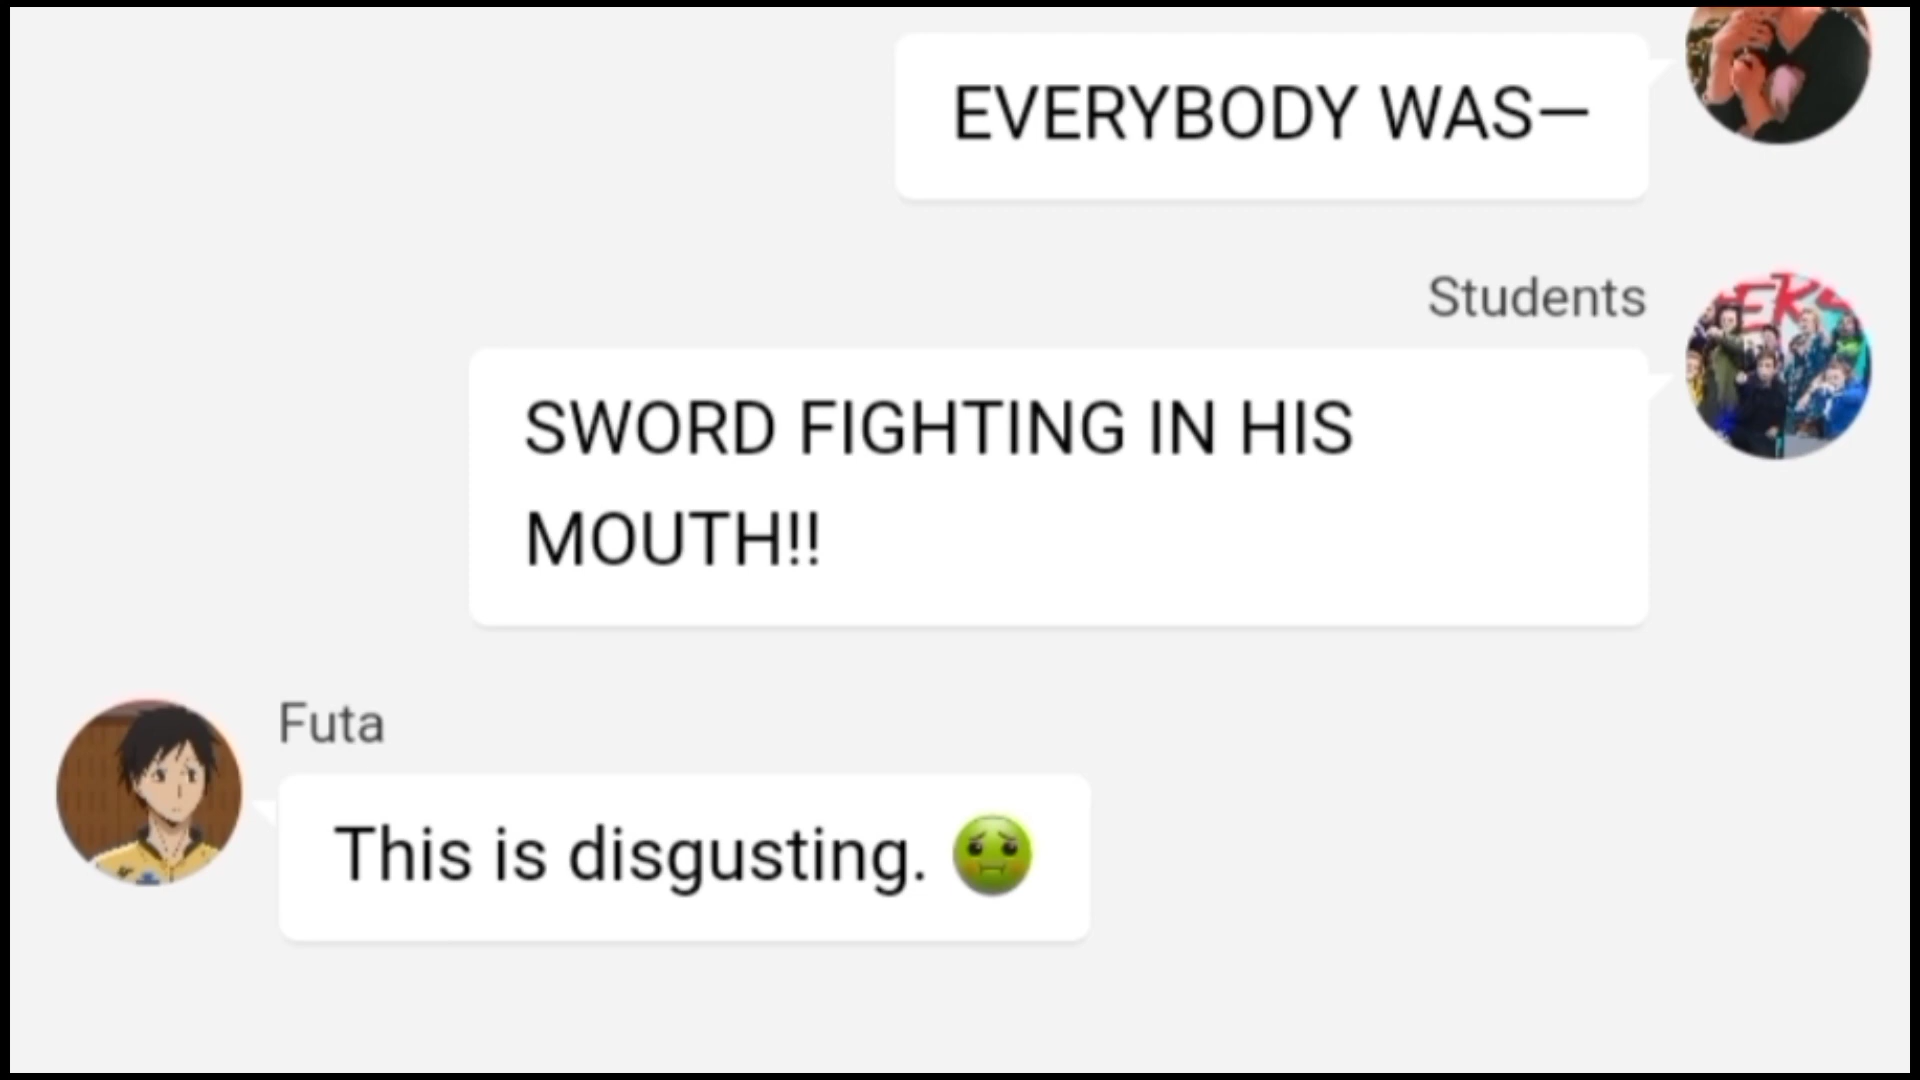 EVERYBODY WAS—
Students
SWORD FIGHTING IN HIS
MOUTH!!
Futa
This is disgusting. 🤢